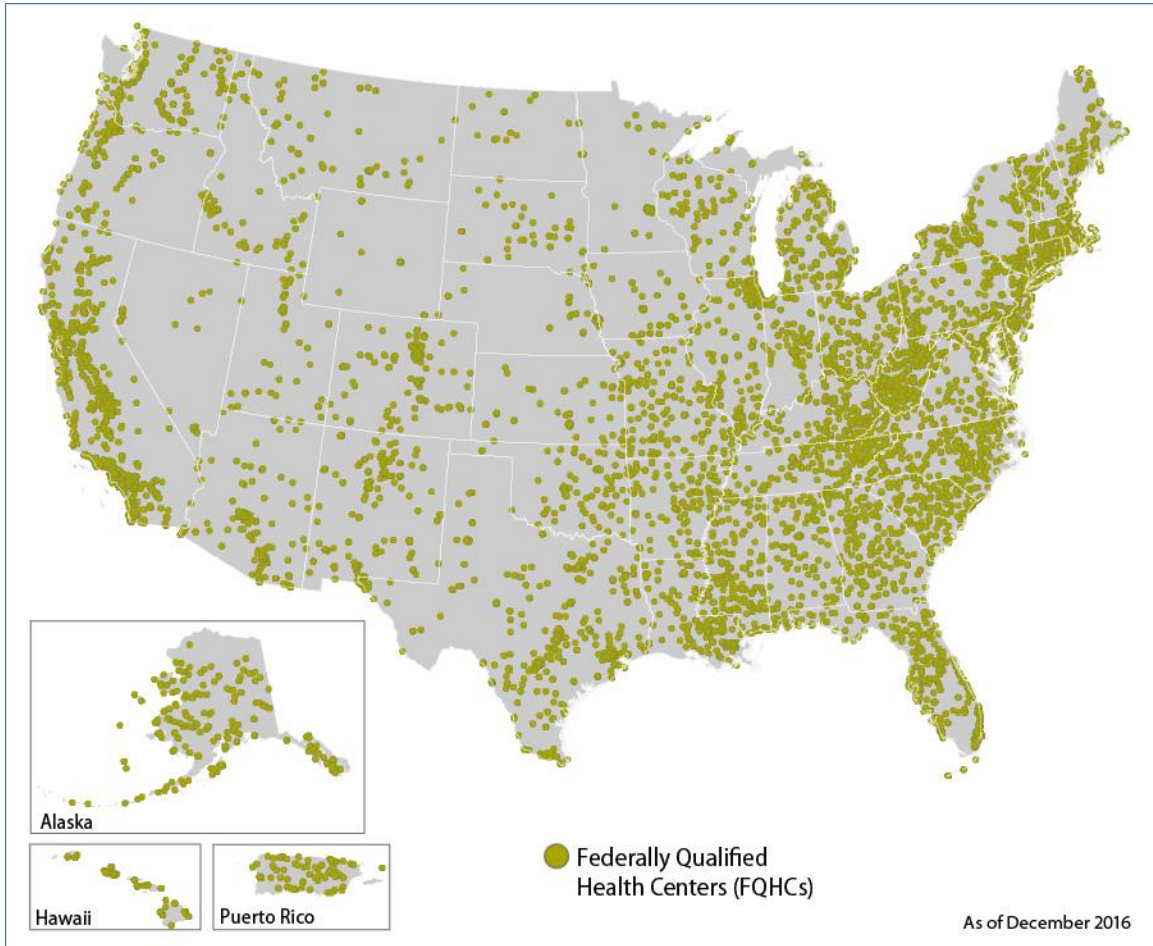 Alaska
Hawaii
Puerto Rico
Federally Qualified
Health Centers (FQHCs)
As of December 2016